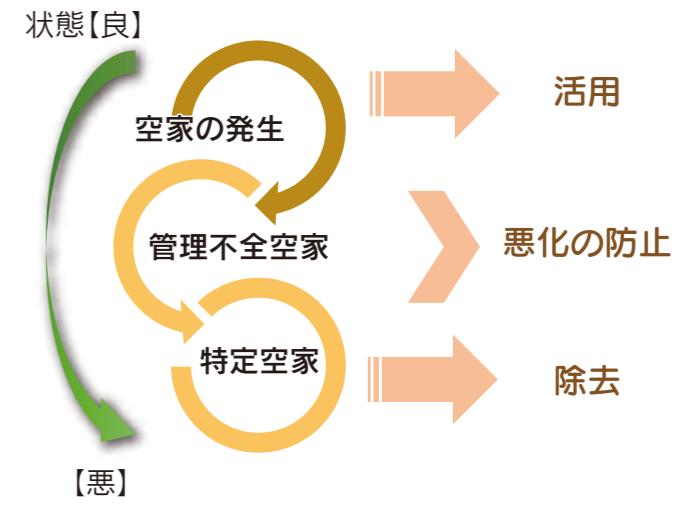 状態【良】
空家の発生
活用
管理不全空家
悪化の防止
特定空家
除去
【悪】